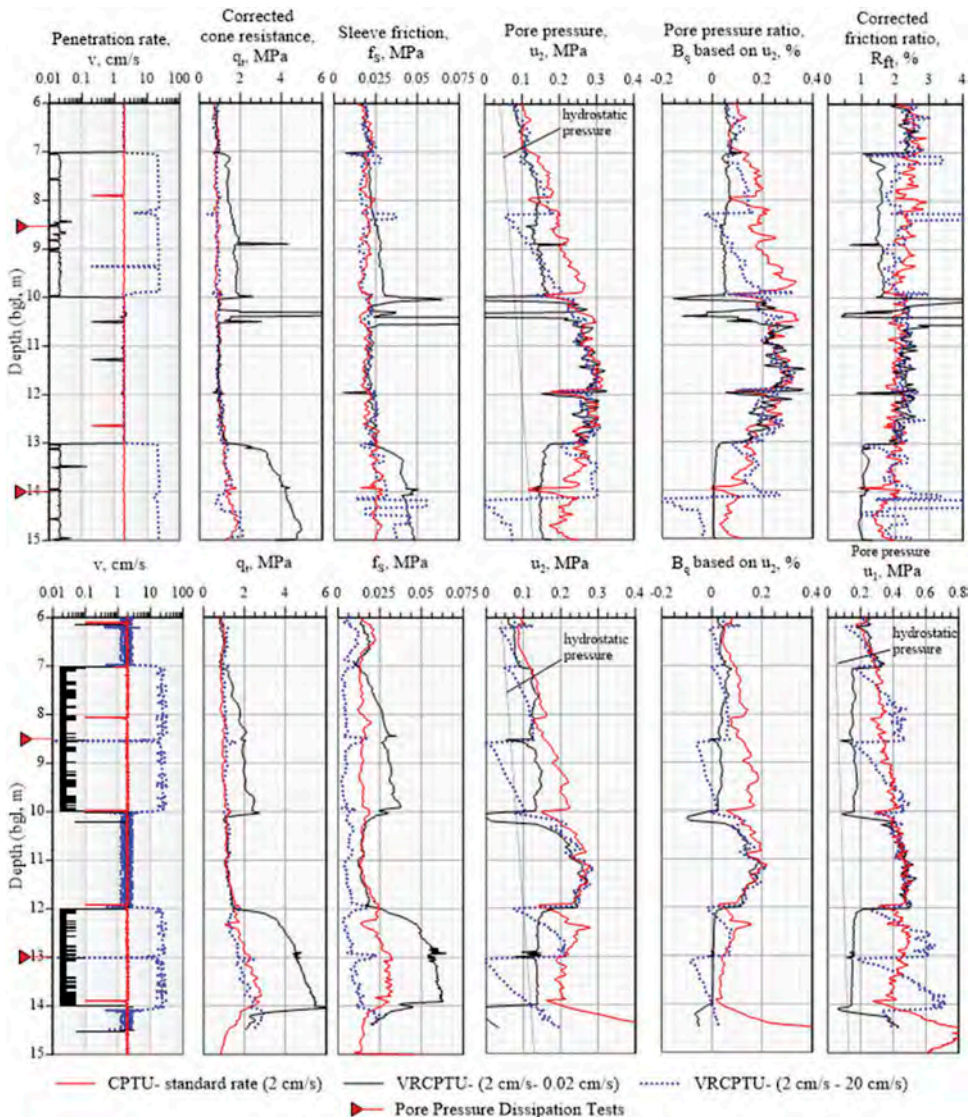 Penetration rate,
v, cm/s
Corrected
cone resistance,
qr, MPa
Sleeve friction,
fs, MPa
Pore pressure,
u2, MPa
Pore pressure ratio,
Bq based on u2, %
Corrected
friction ratio,
Rft, %
0.01 0.1 1 10 100
0 2 4 6
0 0.025 0.05 0.075
0 0.1 0.2 0.3 0.4
-0.2 0 0.2 0.4
0 1 2 3 4
6
7
8
9
10
11
12
13
14
15
Depth (bgl, m)
hydrostatic
pressure
v, cm/s
qr, MPa
fs, MPa
u2, MPa
Bq based on u2, %
Pore pressure
u1, MPa
0.01 0.1 1 10 100
0 2 4 6
0 0.025 0.05 0.075
0 0.1 0.2 0.3 0.4
-0.2 0 0.2 0.4
0 0.2 0.4 0.6 0.8
6
7
8
9
10
11
12
13
14
15
Depth (bgl, m)
hydrostatic
pressure
hydrostatic
pressure
CPTU- standard rate (2 cm/s) VRCPTU- (2 cm/s- 0.02 cm/s) VRCPTU- (2 cm/s - 20 cm/s)
Pore Pressure Dissipation Tests